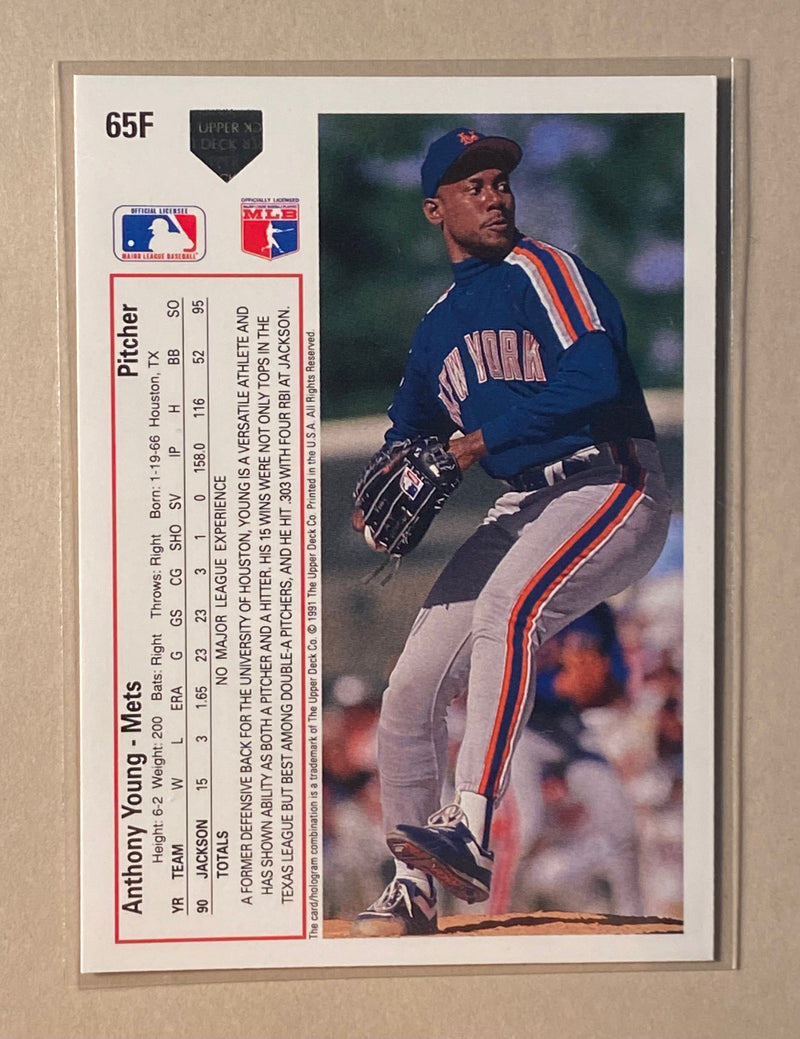 65F
UPPER
DECK
OFFICIAL LICENSEE
MAJOR LEAGUE BASEBALL
OFFICIALLY LICENSED
MAJOR LEAGUE BASEBALL PLAYERS
MLB
Anthony Young - Mets Pitcher
Height: 6-2 Weight: 200 Bats: Right Throws: Right Born: 1-19-66 Houston, TX
YR TEAM W L ERA G GS CG SHO SV IP H BB SO
90 JACKSON 15 3 1.65 23 23 3 1 0 158.0 116 52 95
TOTALS NO MAJOR LEAGUE EXPERIENCE
A FORMER DEFENSIVE BACK FOR THE UNIVERSITY OF HOUSTON, YOUNG IS A VERSATILE ATHLETE AND
HAS SHOWN ABILITY AS BOTH A PITCHER AND A HITTER. HIS 15 WINS WERE NOT ONLY TOPS IN THE
TEXAS LEAGUE BUT BEST AMONG DOUBLE-A PITCHERS, AND HE HIT .303 WITH FOUR RBI AT JACKSON.
The card/hologram combination is a trademark of The Upper Deck Co. © 1991 The Upper Deck Co. Printed in the U.S.A. All Rights Reserved.
NEW YORK